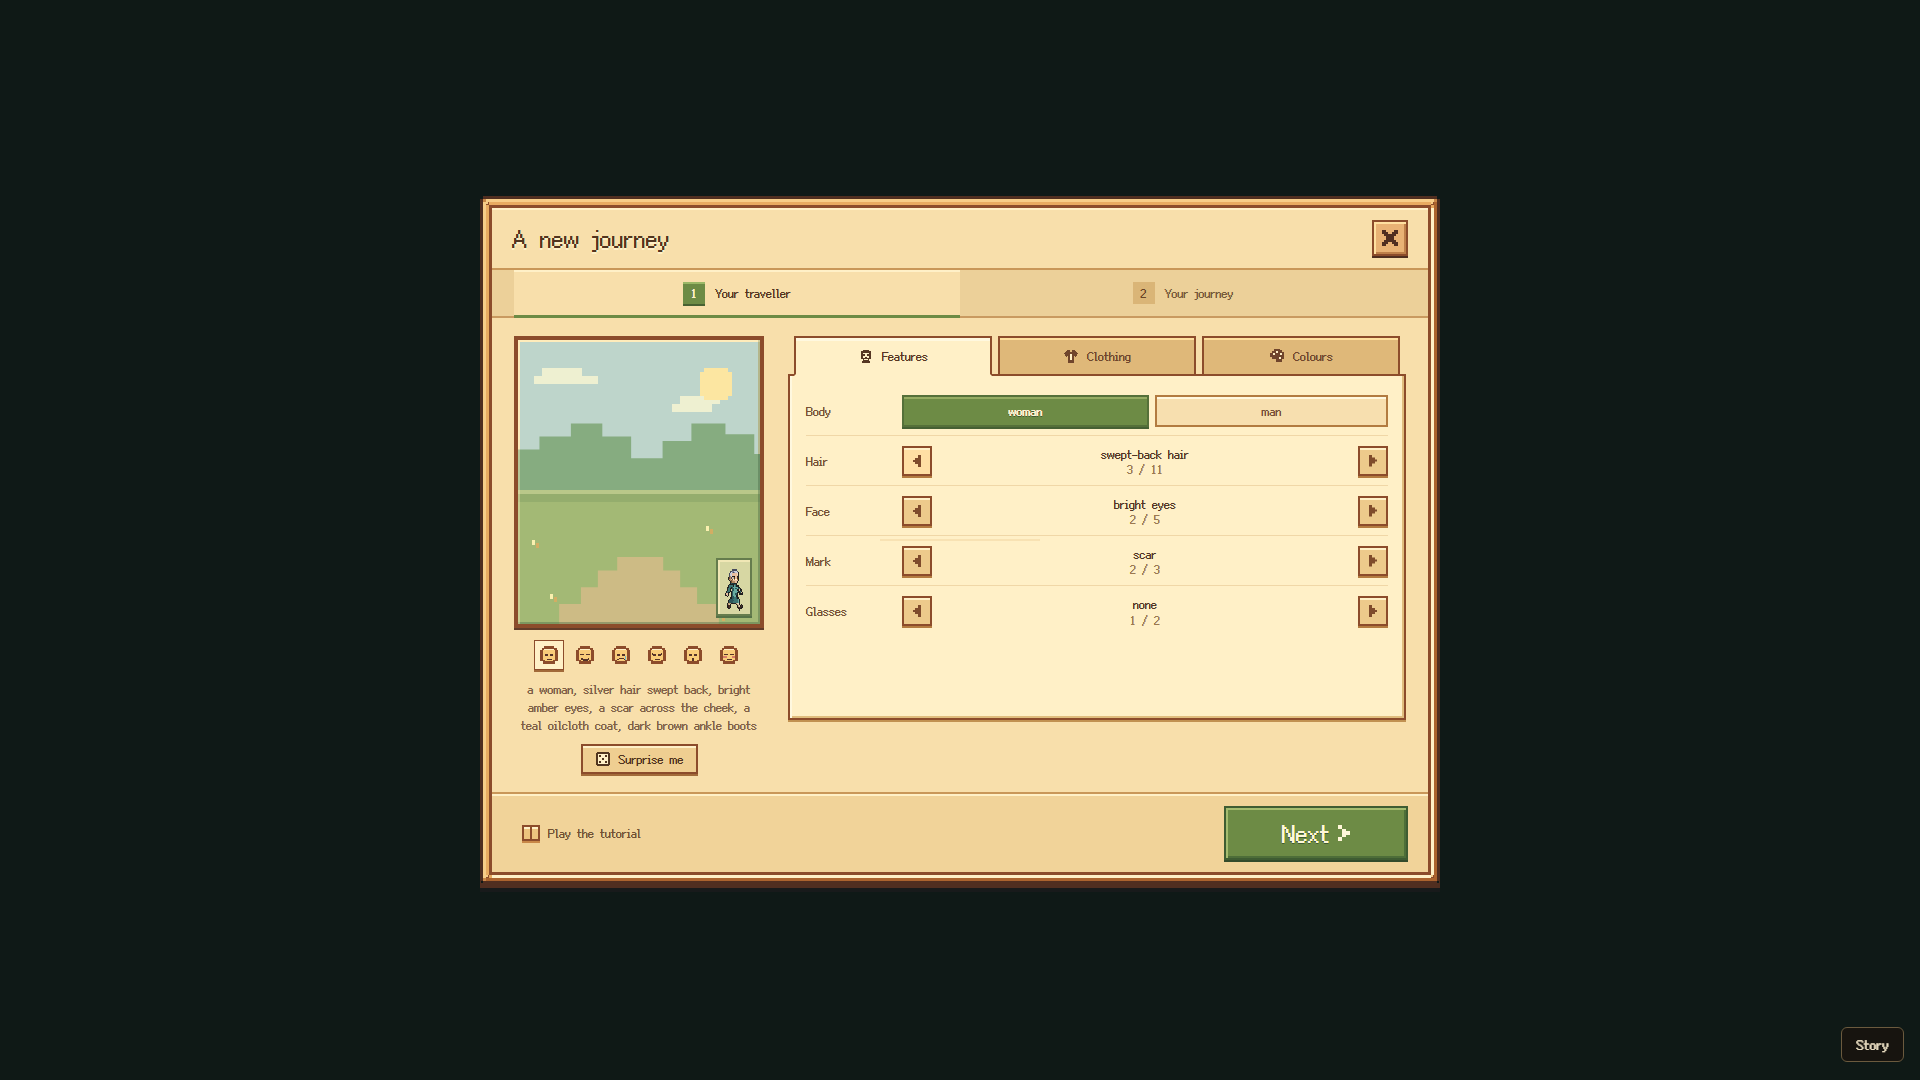 A new journey
1 Your traveller
2 Your journey
Features
Clothing
Colours
Body
woman
man
Hair
swept-back hair
3 / 11
Face
bright eyes
2 / 5
Mark
scar
2 / 3
Glasses
none
1 / 2
a woman, silver hair swept back, bright
amber eyes, a scar across the cheek, a
teal oilcloth coat, dark brown ankle boots
Surprise me
Play the tutorial
Next
Story